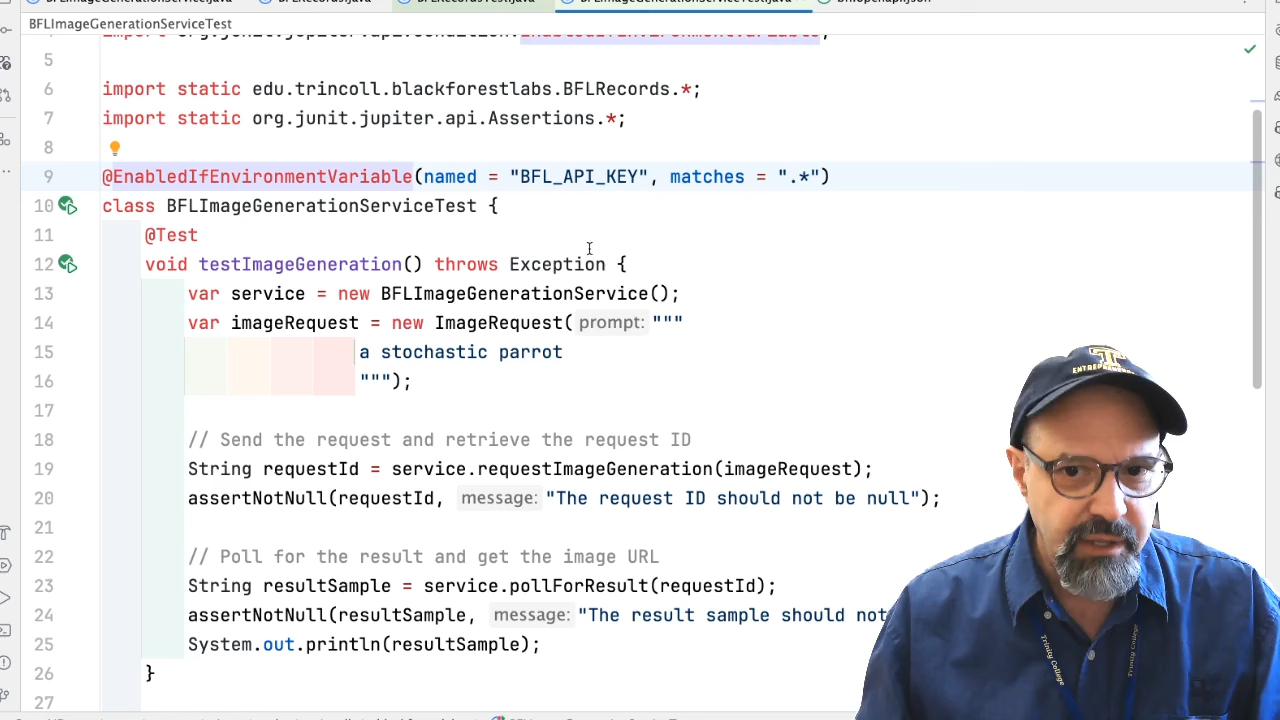 BFLImageGenerationServiceTest
5
6 import static edu.trincoll.blackforestlabs.BFLRecords.*;
7 import static org.junit.jupiter.api.Assertions.*;
8
9 @EnabledIfEnvironmentVariable(named = "BFL_API_KEY", matches = ".*")
10 class BFLImageGenerationServiceTest {
11 @Test
12 void testImageGeneration() throws Exception {
13 var service = new BFLImageGenerationService();
14 var imageRequest = new ImageRequest( prompt: """
15 a stochastic parrot
16 """);
17
18 // Send the request and retrieve the request ID
19 String requestId = service.requestImageGeneration(imageRequest);
20 assertNotNull(requestId, message: "The request ID should not be null");
21
22 // Poll for the result and get the image URL
23 String resultSample = service.pollForResult(requestId);
24 assertNotNull(resultSample, message: "The result sample should not
25 System.out.println(resultSample);
26 }
27
T
ENTREPRENEUR
Trinity College
Trinity College